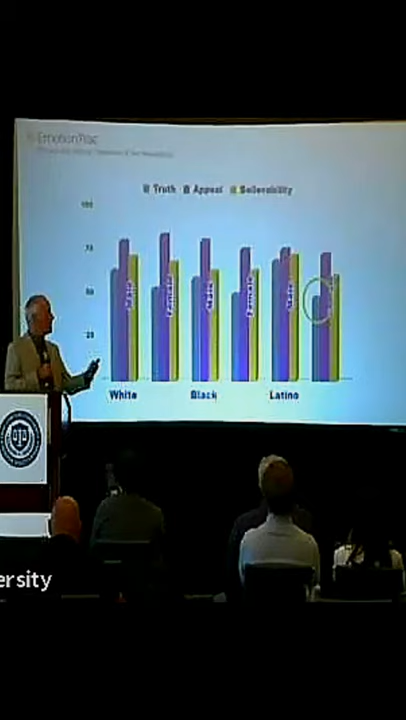 EmotionTrac
Truth Appeal Believability
100
75
50
25
Male Female Male Female Male
White Black Latino
ersity